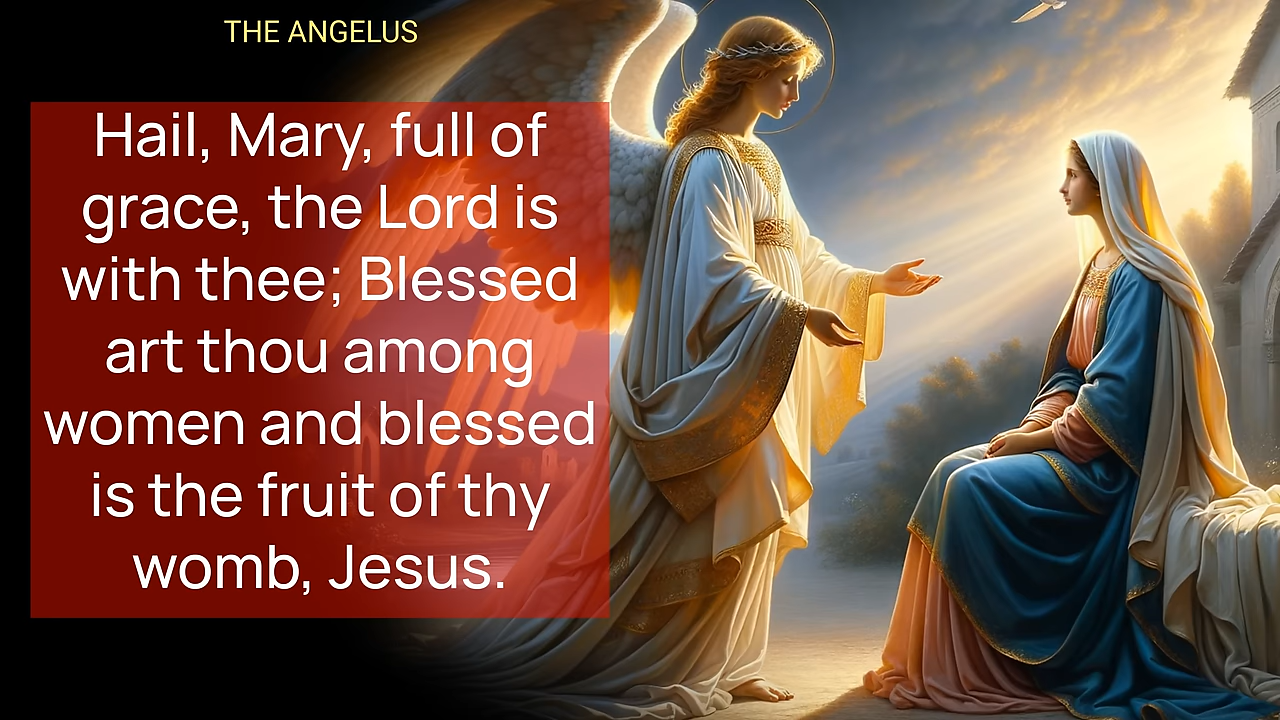 THE ANGELUS
Hail, Mary, full of
grace, the Lord is
with thee; Blessed
art thou among
women and blessed
is the fruit of thy
womb, Jesus.